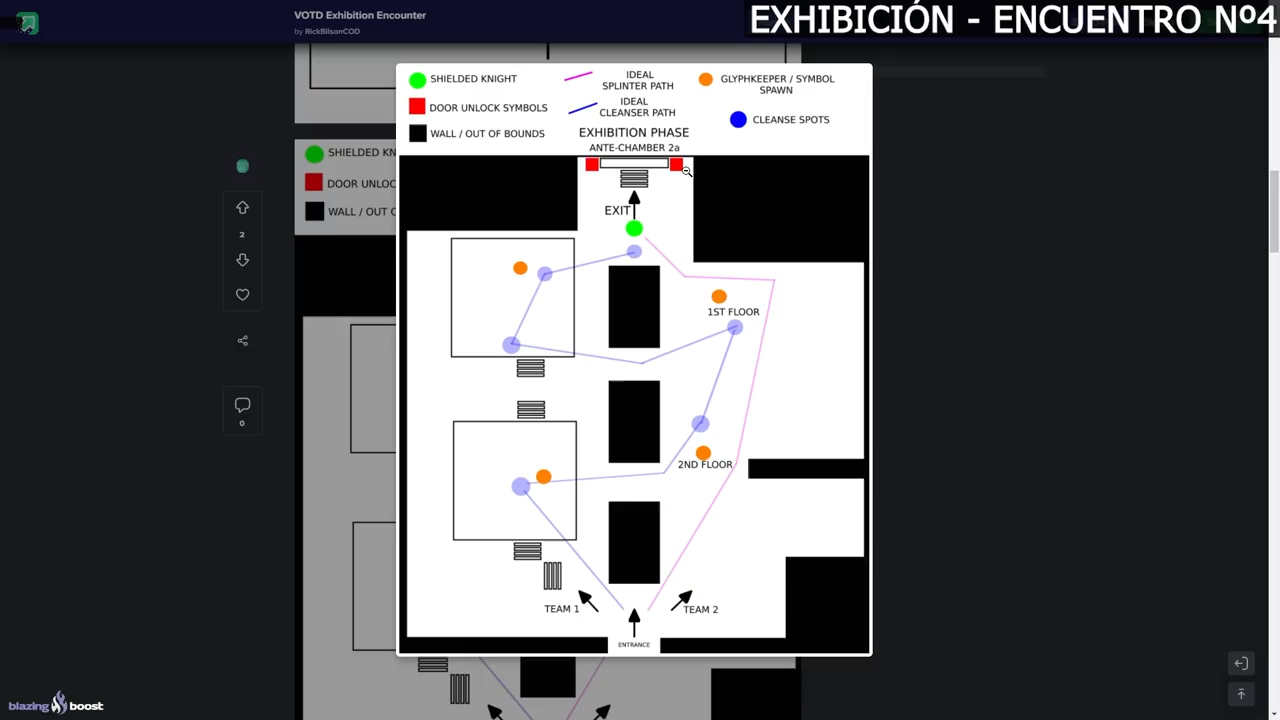 VOTD Exhibition Encounter
by RickBilsonCOD
EXHIBICIÓN - ENCUENTRO Nº4
SHIELDED KNIGHT
IDEAL
SPLINTER PATH
GLYPHKEEPER / SYMBOL
SPAWN
DOOR UNLOCK SYMBOLS
IDEAL
CLEANSER PATH
CLEANSE SPOTS
WALL / OUT OF BOUNDS
EXHIBITION PHASE
ANTE-CHAMBER 2a
SHIELDED KN
DOOR UNLOC
WALL / OUT O
2
0
EXIT
1ST FLOOR
2ND FLOOR
TEAM 1
TEAM 2
ENTRANCE
blazing boost